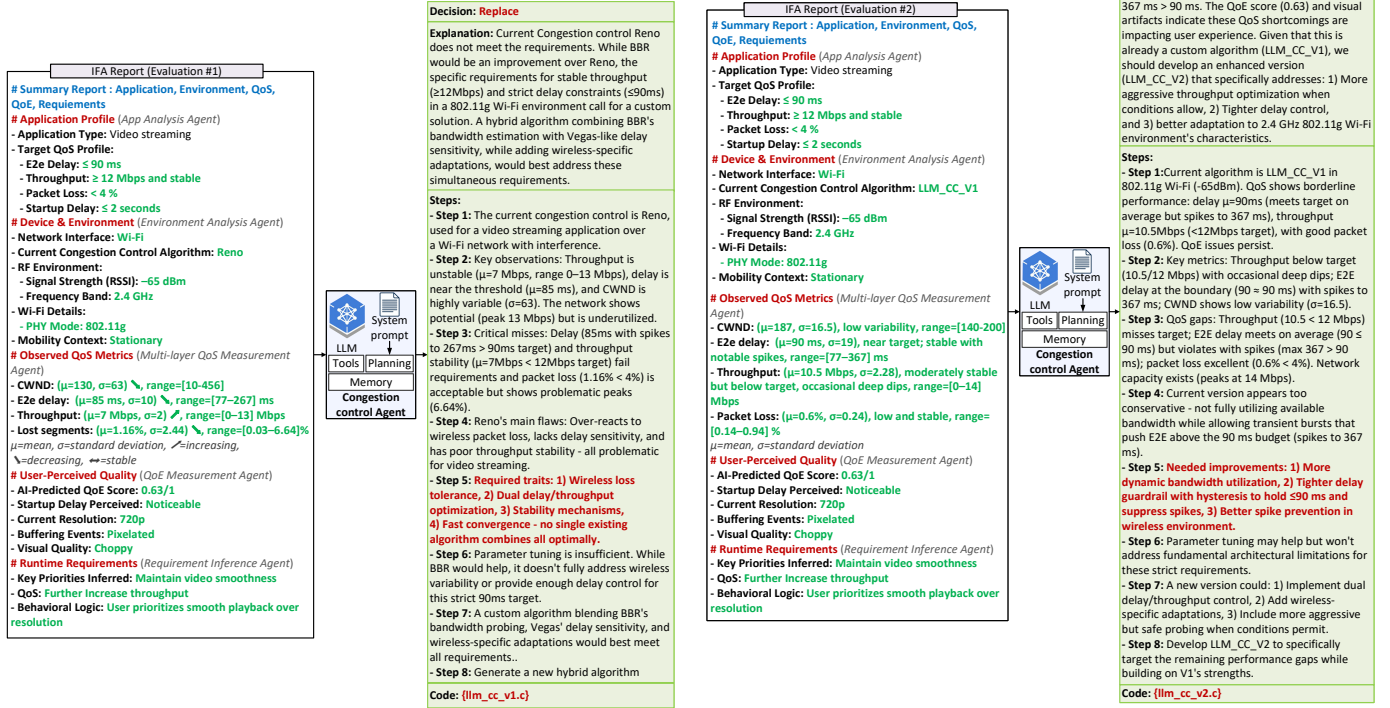 IFA Report (Evaluation #1)
# Summary Report : Application, Environment, QoS,
QoE, Requiements
# Application Profile (App Analysis Agent)
- Application Type: Video streaming
- Target QoS Profile:
- E2e Delay: ≤ 90 ms
- Throughput: ≥ 12 Mbps and stable
- Packet Loss: < 4 %
- Startup Delay: ≤ 2 seconds
# Device & Environment (Environment Analysis Agent)
- Network Interface: Wi-Fi
- Current Congestion Control Algorithm: Reno
- RF Environment:
- Signal Strength (RSSI): –65 dBm
- Frequency Band: 2.4 GHz
- Wi-Fi Details:
- PHY Mode: 802.11g
- Mobility Context: Stationary
# Observed QoS Metrics (Multi-layer QoS Measurement
Agent)
- CWND: (μ=130, σ=63) ⬊, range=[10-456]
- E2e delay: (μ=85 ms, σ=10) ⬊, range=[77–267] ms
- Throughput: (μ=7 Mbps, σ=2) ⬈, range=[0–13] Mbps
- Lost segments: (μ=1.16%, σ=2.44) ⬊, range=[0.03–6.64]%
μ=mean, σ=standard deviation, ⬈=increasing,
⬊=decreasing, ⬌=stable
# User-Perceived Quality (QoE Measurement Agent)
- AI-Predicted QoE Score: 0.63/1
- Startup Delay Perceived: Noticeable
- Current Resolution: 720p
- Buffering Events: Pixelated
- Visual Quality: Choppy
# Runtime Requirements (Requirement Inference Agent)
- Key Priorities Inferred: Maintain video smoothness
- QoS: Further Increase throughput
- Behavioral Logic: User prioritizes smooth playback over
resolution
LLM
System
prompt
Tools
Planning
Memory
Congestion
control Agent
Decision: Replace
Explanation: Current Congestion control Reno
does not meet the requirements. While BBR
would be an improvement over Reno, the
specific requirements for stable throughput
(≥12Mbps) and strict delay constraints (≤90ms)
in a 802.11g Wi-Fi environment call for a custom
solution. A hybrid algorithm combining BBR's
bandwidth estimation with Vegas-like delay
sensitivity, while adding wireless-specific
adaptations, would best address these
simultaneous requirements.
Steps:
- Step 1: The current congestion control is Reno,
used for a video streaming application over
a Wi-Fi network with interference.
- Step 2: Key observations: Throughput is
unstable (μ=7 Mbps, range 0–13 Mbps), delay is
near the threshold (μ=85 ms), and CWND is
highly variable (σ=63). The network shows
potential (peak 13 Mbps) but is underutilized.
- Step 3: Critical misses: Delay (85ms with spikes
to 267ms > 90ms target) and throughput
stability (μ=7Mbps < 12Mbps target) fail
requirements and packet loss (1.16% < 4%) is
acceptable but shows problematic peaks
(6.64%).
- Step 4: Reno's main flaws: Over-reacts to
wireless packet loss, lacks delay sensitivity, and
has poor throughput stability - all problematic
for video streaming.
- Step 5: Required traits: 1) Wireless loss
tolerance, 2) Dual delay/throughput
optimization, 3) Stability mechanisms,
4) Fast convergence - no single existing
algorithm combines all optimally.
- Step 6: Parameter tuning is insufficient. While
BBR would help, it doesn't fully address wireless
variability or provide enough delay control for
this strict 90ms target.
- Step 7: A custom algorithm blending BBR's
bandwidth probing, Vegas' delay sensitivity, and
wireless-specific adaptations would best meet
all requirements..
- Step 8: Generate a new hybrid algorithm
Code: {llm_cc_v1.c}
IFA Report (Evaluation #2)
# Summary Report : Application, Environment, QoS,
QoE, Requiements
# Application Profile (App Analysis Agent)
- Application Type: Video streaming
- Target QoS Profile:
- E2e Delay: ≤ 90 ms
- Throughput: ≥ 12 Mbps and stable
- Packet Loss: < 4 %
- Startup Delay: ≤ 2 seconds
# Device & Environment (Environment Analysis Agent)
- Network Interface: Wi-Fi
- Current Congestion Control Algorithm: LLM_CC_V1
- RF Environment:
- Signal Strength (RSSI): –65 dBm
- Frequency Band: 2.4 GHz
- Wi-Fi Details:
- PHY Mode: 802.11g
- Mobility Context: Stationary
# Observed QoS Metrics (Multi-layer QoS Measurement
Agent)
- CWND: (μ=187, σ=16.5), low variability, range=[140-200]
- E2e delay: (μ=90 ms, σ=19), near target; stable with
notable spikes, range=[77–367] ms
- Throughput: (μ=10.5 Mbps, σ=2.28), moderately stable
but below target, occasional deep dips, range=[0–14]
Mbps
- Packet Loss: (μ=0.6%, σ=0.24), low and stable, range=
[0.14–0.94] %
μ=mean, σ=standard deviation
# User-Perceived Quality (QoE Measurement Agent)
- AI-Predicted QoE Score: 0.63/1
- Startup Delay Perceived: Noticeable
- Current Resolution: 720p
- Buffering Events: Pixelated
- Visual Quality: Choppy
# Runtime Requirements (Requirement Inference Agent)
- Key Priorities Inferred: Maintain video smoothness
- QoS: Further Increase throughput
- Behavioral Logic: User prioritizes smooth playback over
resolution
LLM
System
prompt
Tools
Planning
Memory
Congestion
control Agent
367 ms > 90 ms. The QoE score (0.63) and visual
artifacts indicate these QoS shortcomings are
impacting user experience. Given that this is
already a custom algorithm (LLM_CC_V1), we
should develop an enhanced version
(LLM_CC_V2) that specifically addresses: 1) More
aggressive throughput optimization when
conditions allow, 2) Tighter delay control,
and 3) better adaptation to 2.4 GHz 802.11g Wi-Fi
environment's characteristics.
Steps:
- Step 1:Current algorithm is LLM_CC_V1 in
802.11g Wi-Fi (-65dBm). QoS shows borderline
performance: delay μ=90ms (meets target on
average but spikes to 367 ms), throughput
μ=10.5Mbps (<12Mbps target), with good packet
loss (0.6%). QoE issues persist.
- Step 2: Key metrics: Throughput below target
(10.5/12 Mbps) with occasional deep dips; E2E
delay at the boundary (90 ≈ 90 ms) with spikes to
367 ms; CWND shows low variability (σ=16.5).
- Step 3: QoS gaps: Throughput (10.5 < 12 Mbps)
misses target; E2E delay meets on average (90 ≤
90 ms) but violates with spikes (max 367 > 90
ms); packet loss excellent (0.6% < 4%). Network
capacity exists (peaks at 14 Mbps).
- Step 4: Current version appears too
conservative - not fully utilizing available
bandwidth while allowing transient bursts that
push E2E above the 90 ms budget (spikes to 367
ms).
- Step 5: Needed improvements: 1) More
dynamic bandwidth utilization, 2) Tighter delay
guardrail with hysteresis to hold ≤90 ms and
suppress spikes, 3) Better spike prevention in
wireless environment.
- Step 6: Parameter tuning may help but won't
address fundamental architectural limitations for
these strict requirements.
- Step 7: A new version could: 1) Implement dual
delay/throughput control, 2) Add wireless-
specific adaptations, 3) Include more aggressive
but safe probing when conditions permit.
- Step 8: Develop LLM_CC_V2 to specifically
target the remaining performance gaps while
building on V1's strengths.
Code: {llm_cc_v2.c}